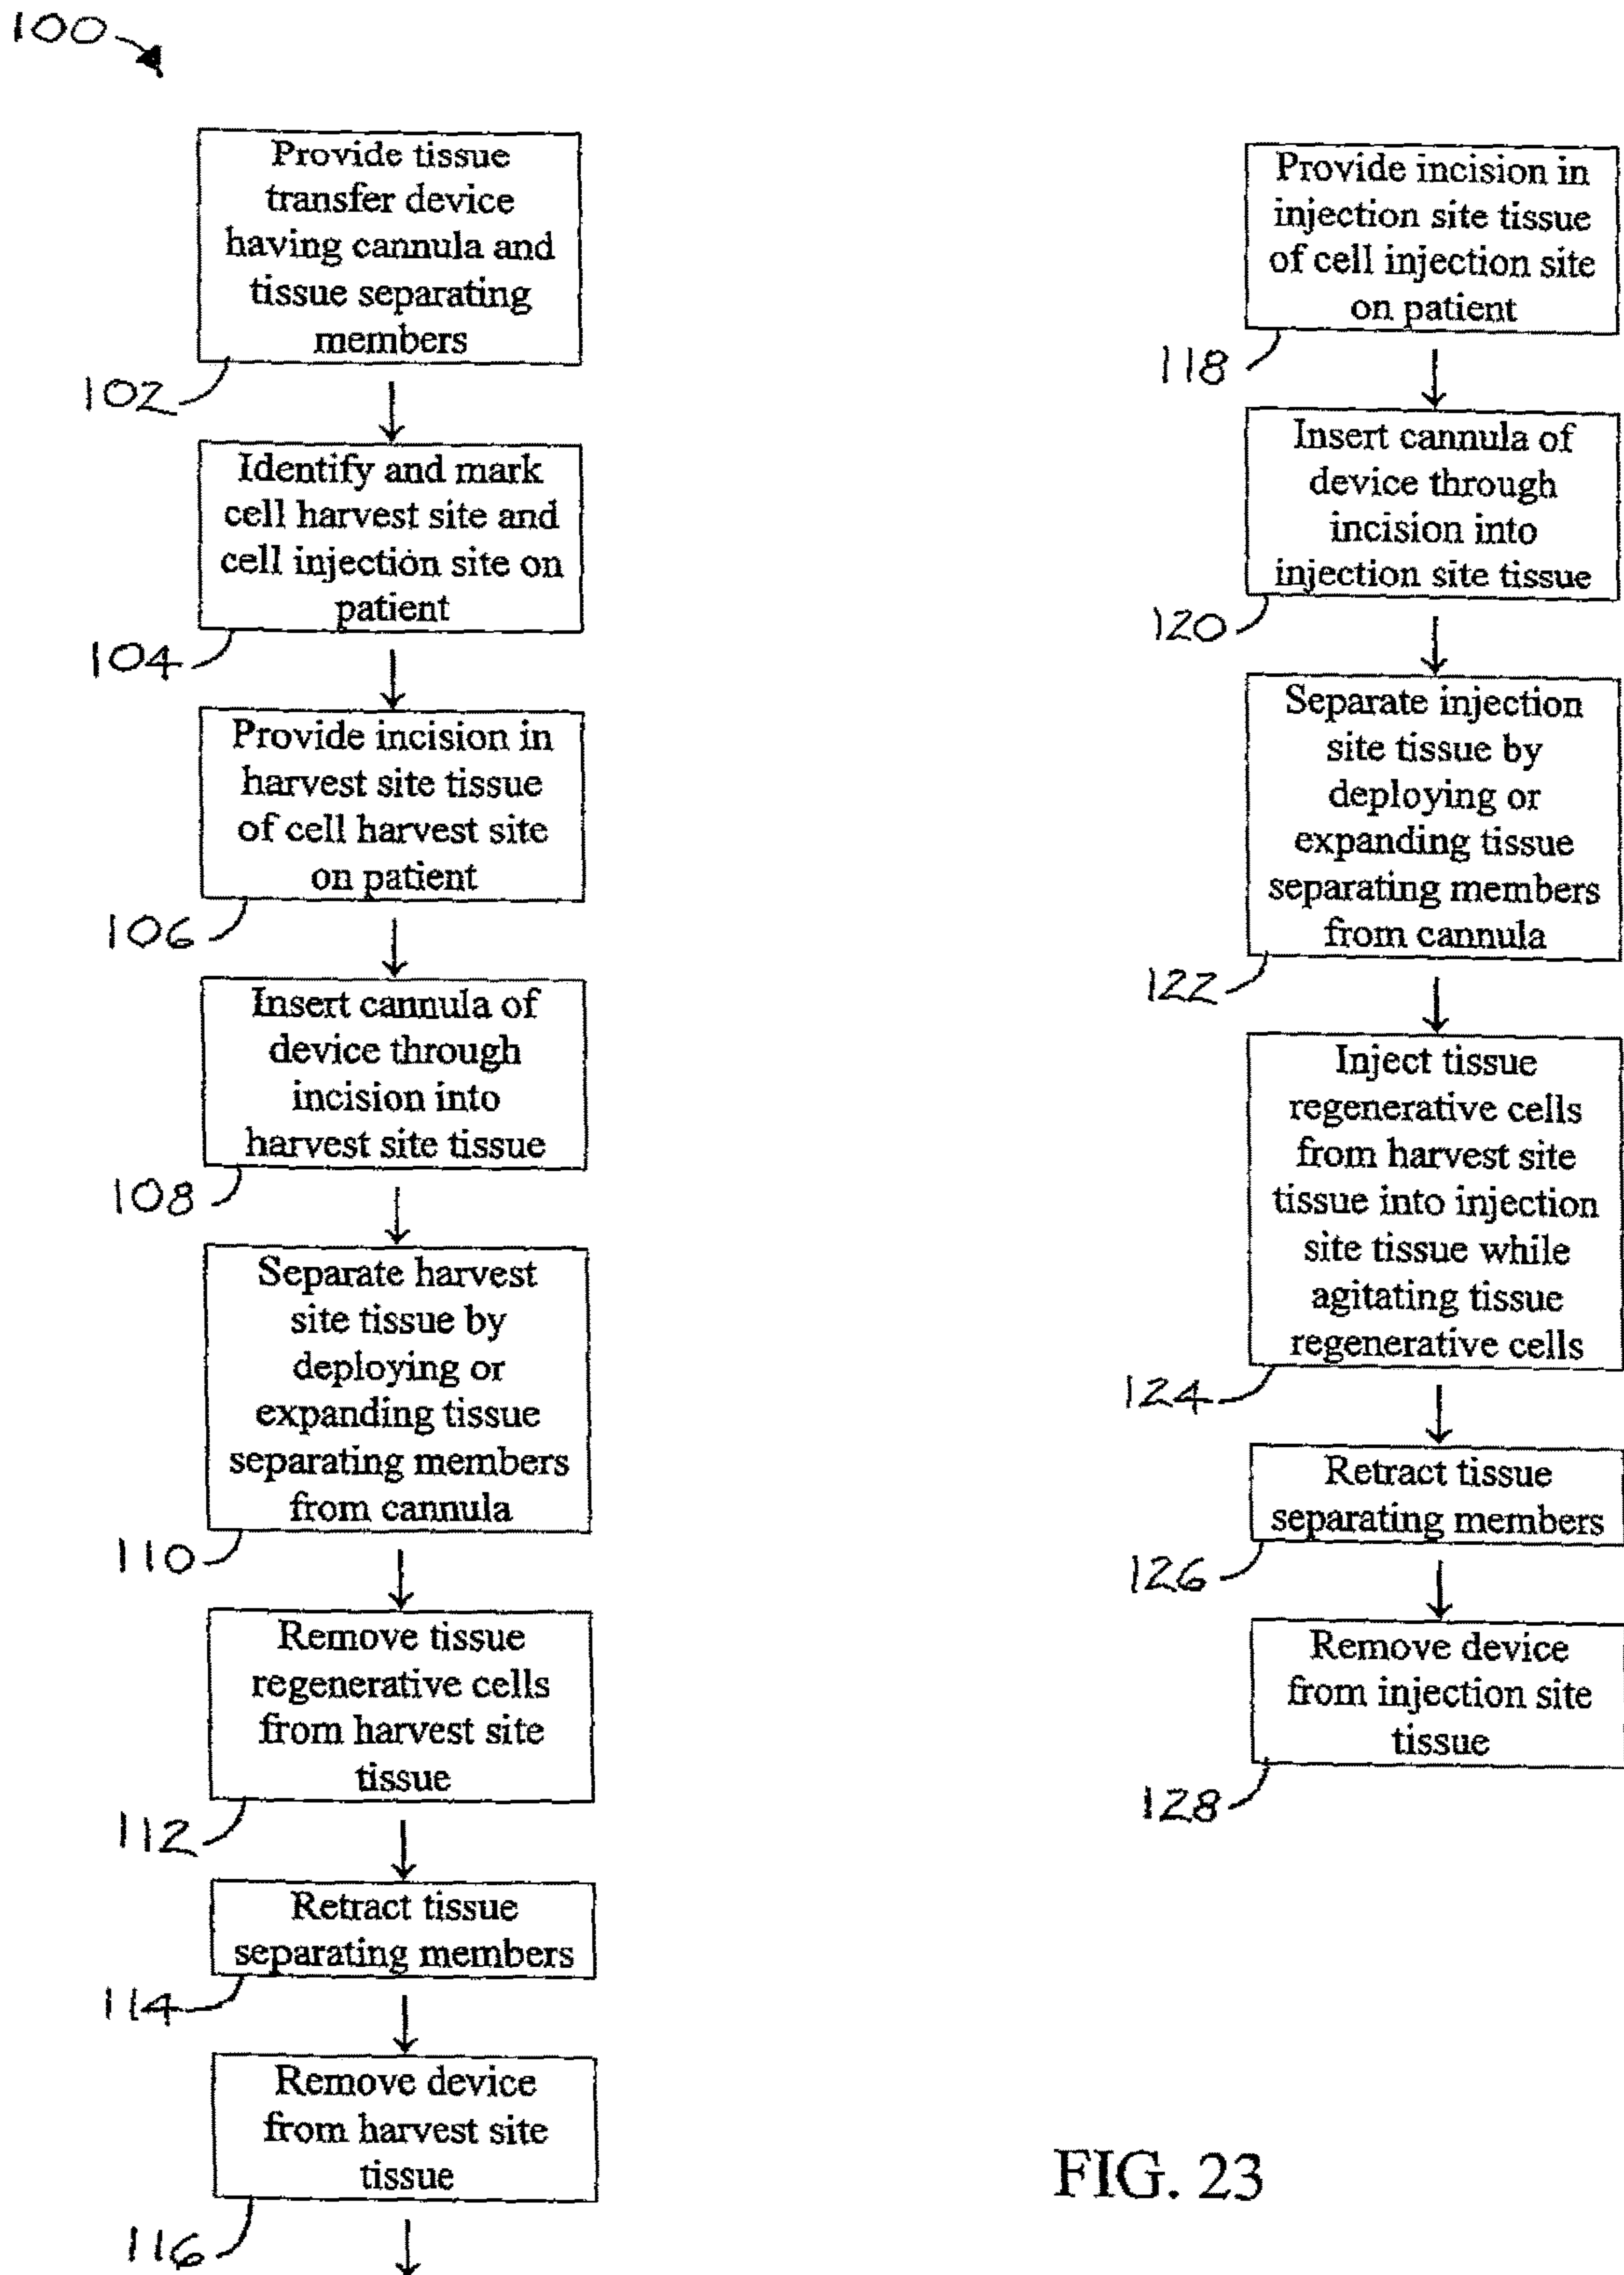 100
Provide tissue
transfer device
having cannula and
tissue separating
members
102
Identify and mark
cell harvest site and
cell injection site on
patient
104
Provide incision in
harvest site tissue
of cell harvest site
on patient
106
Insert cannula of
device through
incision into
harvest site tissue
108
Separate harvest
site tissue by
deploying or
expanding tissue
separating members
from cannula
110
Remove tissue
regenerative cells
from harvest site
tissue
112
Retract tissue
separating members
114
Remove device
from harvest site
tissue
116
Provide incision in
injection site tissue
of cell injection site
on patient
118
Insert cannula of
device through
incision into
injection site tissue
120
Separate injection
site tissue by
deploying or
expanding tissue
separating members
from cannula
122
Inject tissue
regenerative cells
from harvest site
tissue into injection
site tissue while
agitating tissue
regenerative cells
124
Retract tissue
separating members
126
Remove device
from injection site
tissue
128
FIG. 23